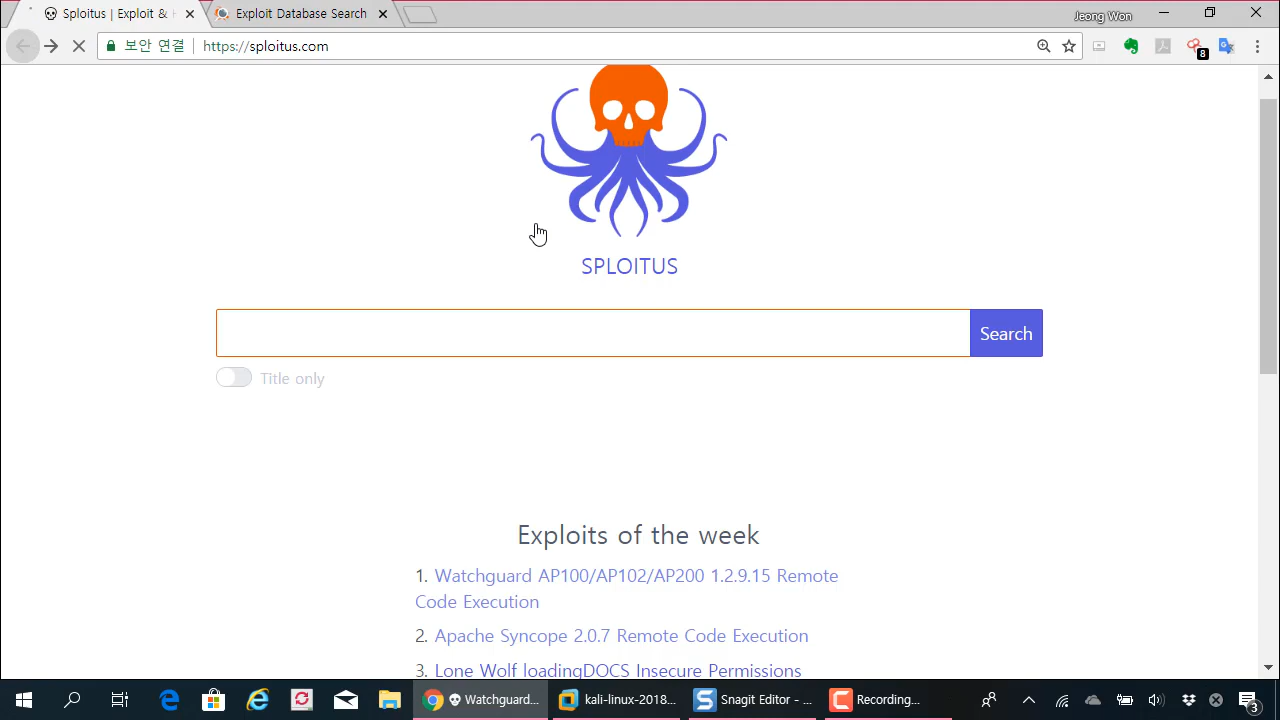 Sploitus | Exploit &
Exploit Database Search
Jeong Won
보안 연결
https://sploitus.com
8
SPLOITUS
Search
Title only
Exploits of the week
1. Watchguard AP100/AP102/AP200 1.2.9.15 Remote
Code Execution
2. Apache Syncope 2.0.7 Remote Code Execution
3. Lone Wolf loadingDOCS Insecure Permissions
Watchguard...
kali-linux-2018...
Snagit Editor - ...
Recording...
3